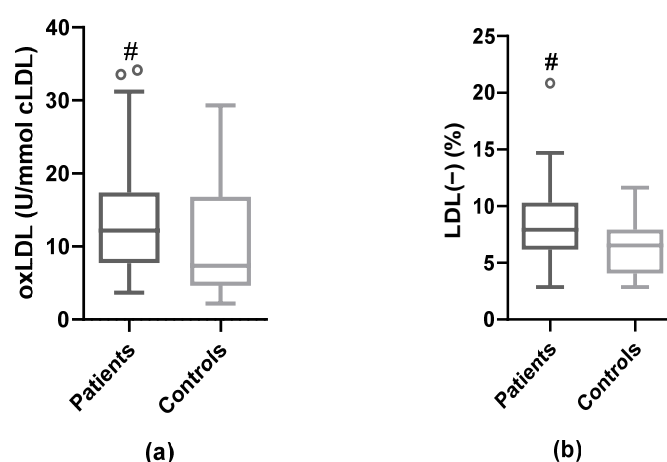 oxLDL (U/mmol cLDL)
40
30
20
10
0
#
Patients
Controls
(a)
LDL(−) (%)
25
20
15
10
5
0
#
Patients
Controls
(b)